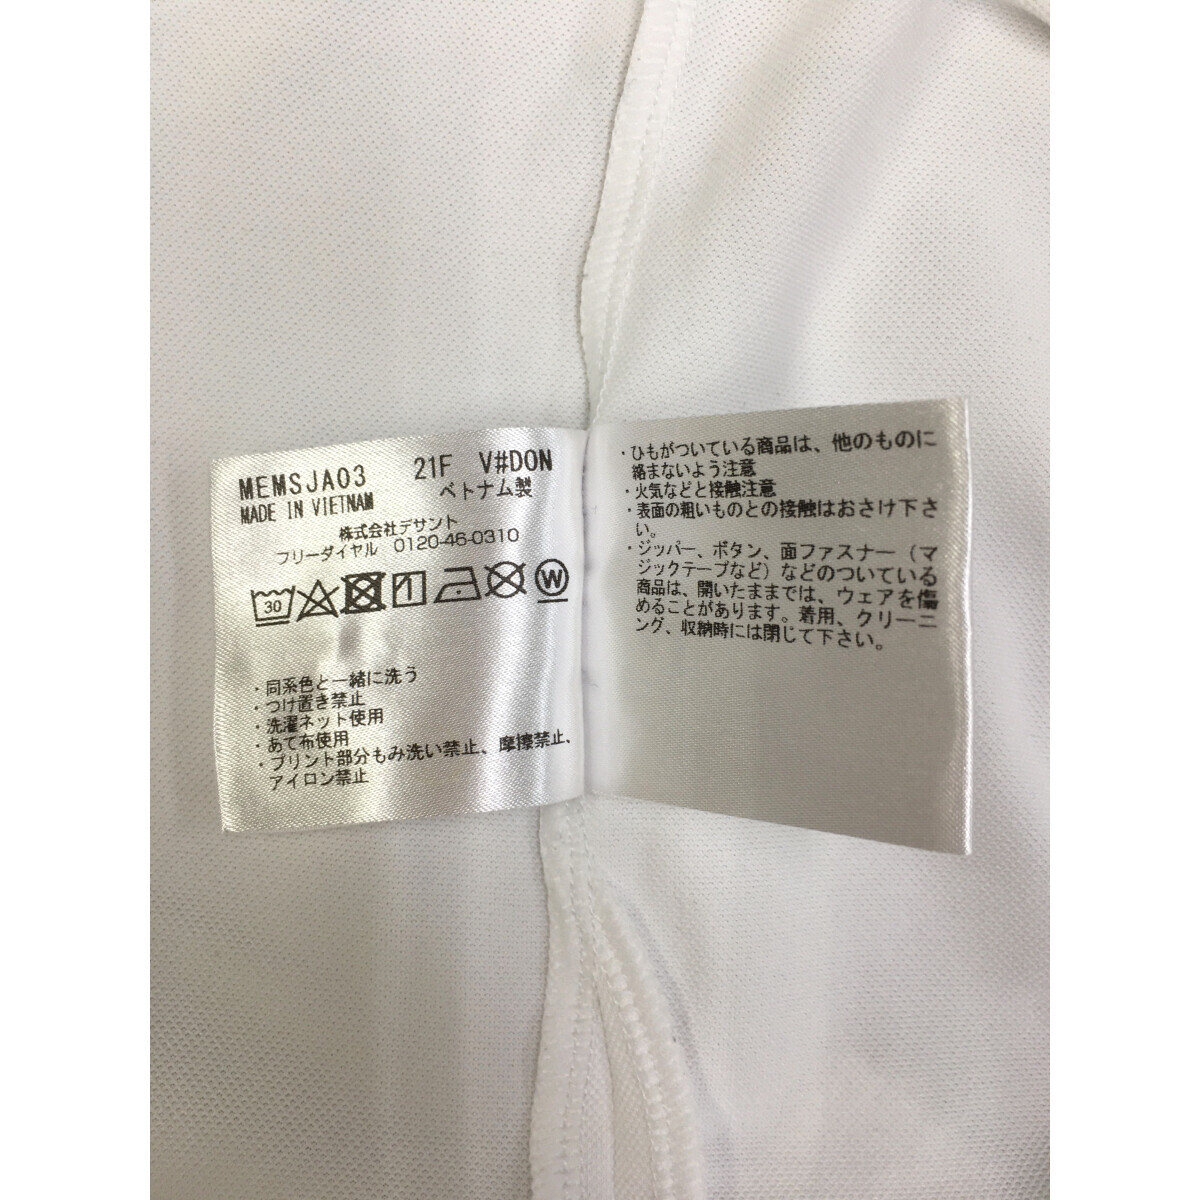 MEMSJA03 21F V#DON
MADE IN VIETNAM ベトナム製
株式会社デサント
フリーダイヤル 0120-46-0310
30 W
・同系色と一緒に洗う
・つけ置き禁止
・洗濯ネット使用
・あて布使用
・プリント部分もみ洗い禁止、摩擦禁止、
アイロン禁止
・ひもがついている商品は、他のものに
絡まないよう注意
・火気などと接触注意
・表面の粗いものとの接触はおさけ下さ
い。
・ジッパー、ボタン、面ファスナー（マ
ジックテープなど）などのついている
商品は、開いたままでは、ウェアを傷
めることがあります。着用、クリーニ
ング、収納時には閉じて下さい。